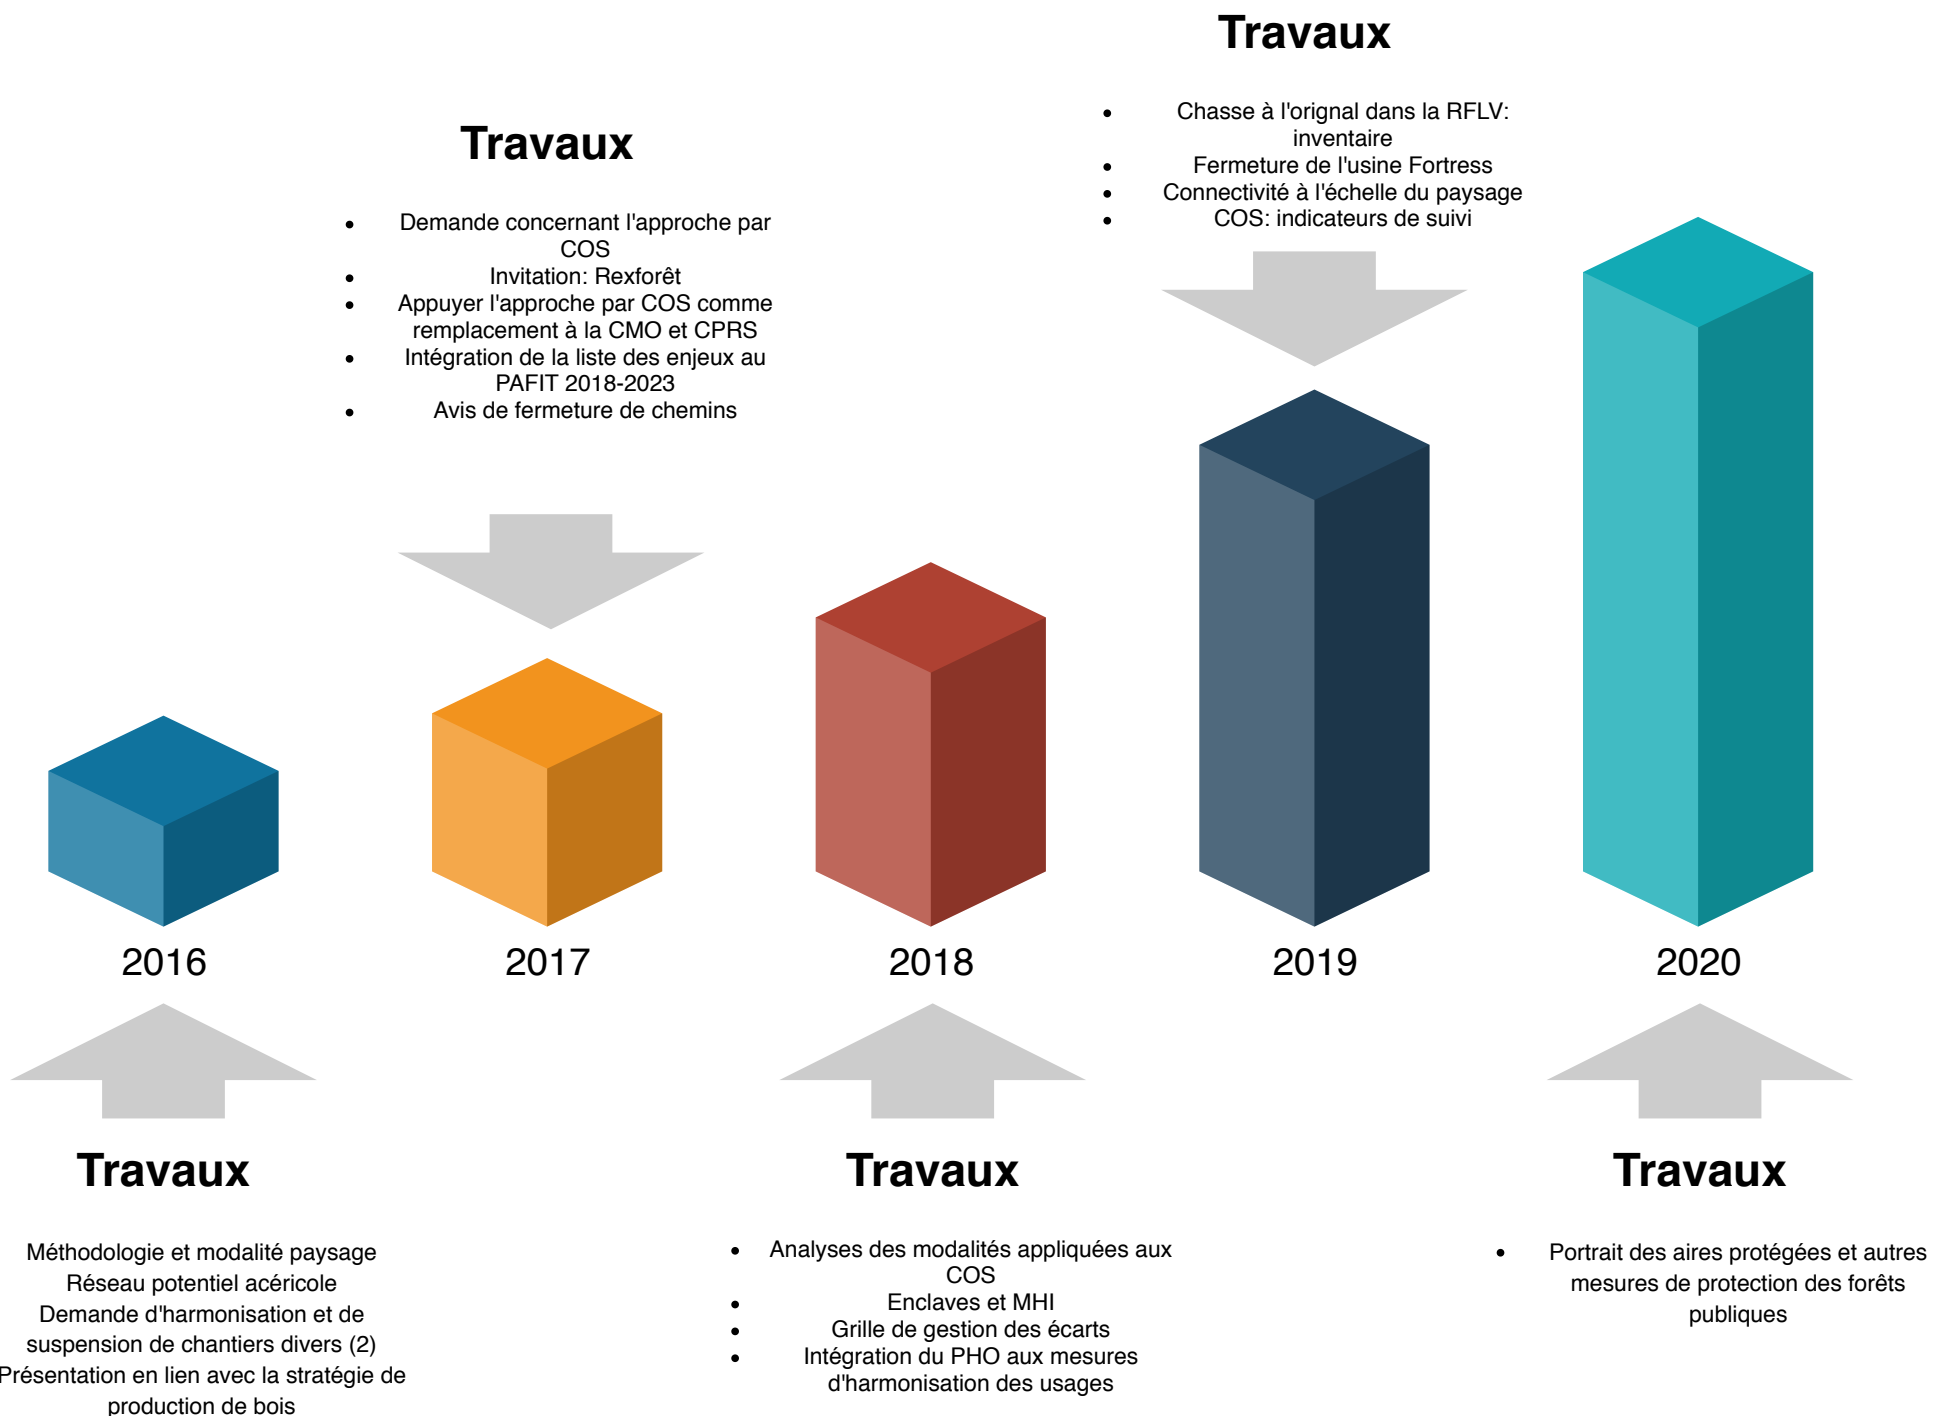 Travaux
• Chasse à l'orignal dans la RFLV:
inventaire
• Fermeture de l'usine Fortress
• Connectivité à l'échelle du paysage
• COS: indicateurs de suivi
Travaux
• Demande concernant l'approche par
COS
• Invitation: Rexforêt
• Appuyer l'approche par COS comme
remplacement à la CMO et CPRS
• Intégration de la liste des enjeux au
PAFIT 2018-2023
• Avis de fermeture de chemins
2016
2017
2018
2019
2020
Travaux
Méthodologie et modalité paysage
Réseau potentiel acéricole
Demande d'harmonisation et de
suspension de chantiers divers (2)
Présentation en lien avec la stratégie de
production de bois
Travaux
• Analyses des modalités appliquées aux
COS
• Enclaves et MHI
• Grille de gestion des écarts
• Intégration du PHO aux mesures
d'harmonisation des usages
Travaux
• Portrait des aires protégées et autres
mesures de protection des forêts
publiques